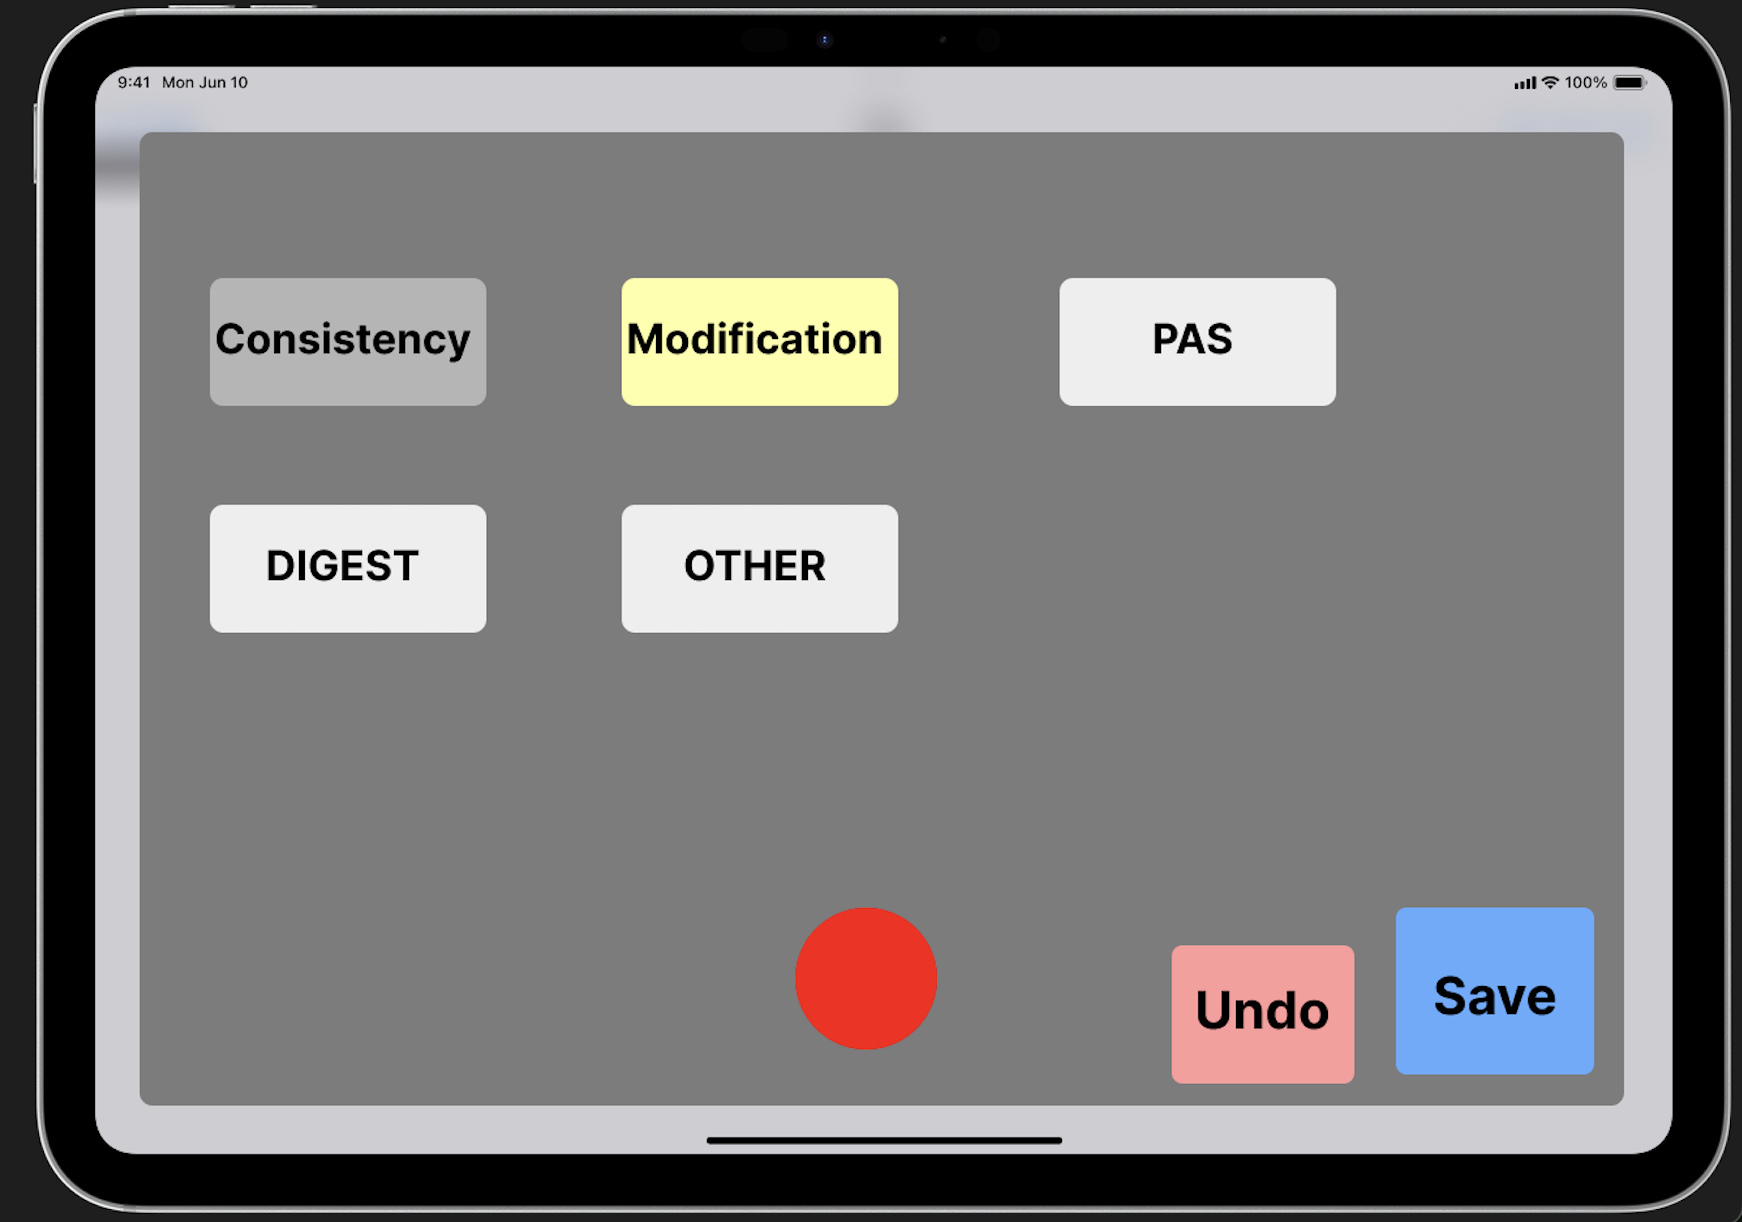 9:41 Mon Jun 10
100%
Consistency
Modification
PAS
DIGEST
OTHER
Undo
Save